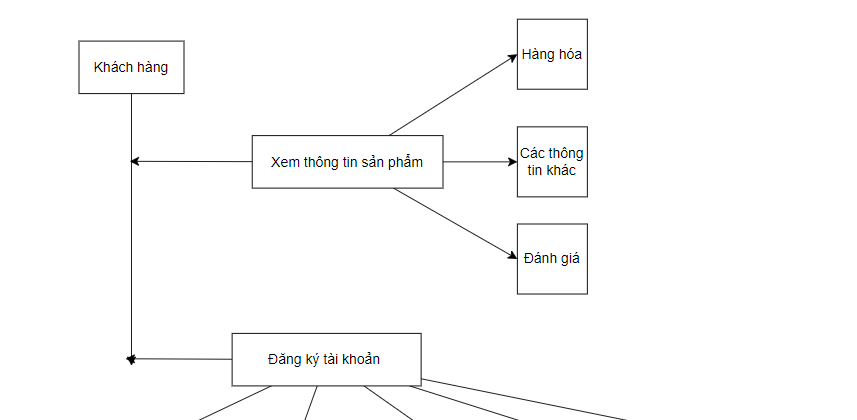 Hàng hóa
Khách hàng
Xem thông tin sản phẩm
Các thông
tin khác
Đánh giá
Đăng ký tài khoản